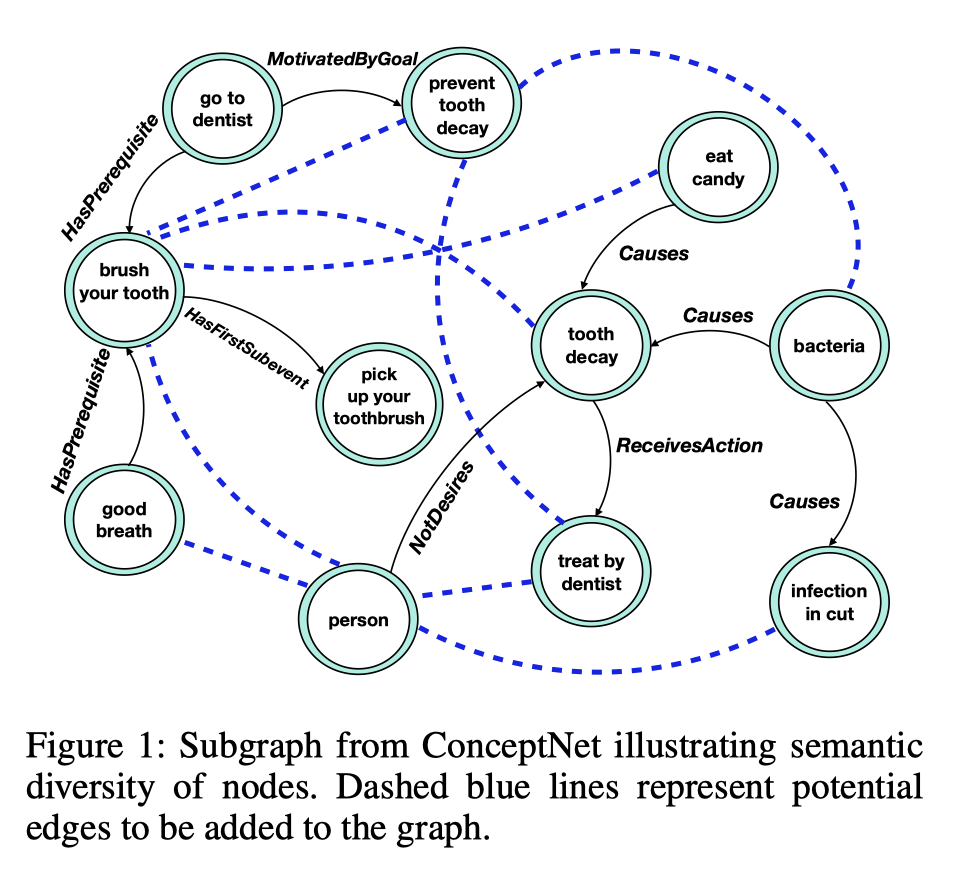 MotivatedByGoal
go to
dentist
prevent
tooth
decay
HasPrerequisite
eat
candy
Causes
brush
your tooth
HasFirstSubevent
Causes
tooth
decay
bacteria
pick
up your
toothbrush
HasPrerequisite
ReceivesAction
NotDesires
Causes
good
breath
treat by
dentist
infection
in cut
person
Figure 1: Subgraph from ConceptNet illustrating semantic
diversity of nodes. Dashed blue lines represent potential
edges to be added to the graph.